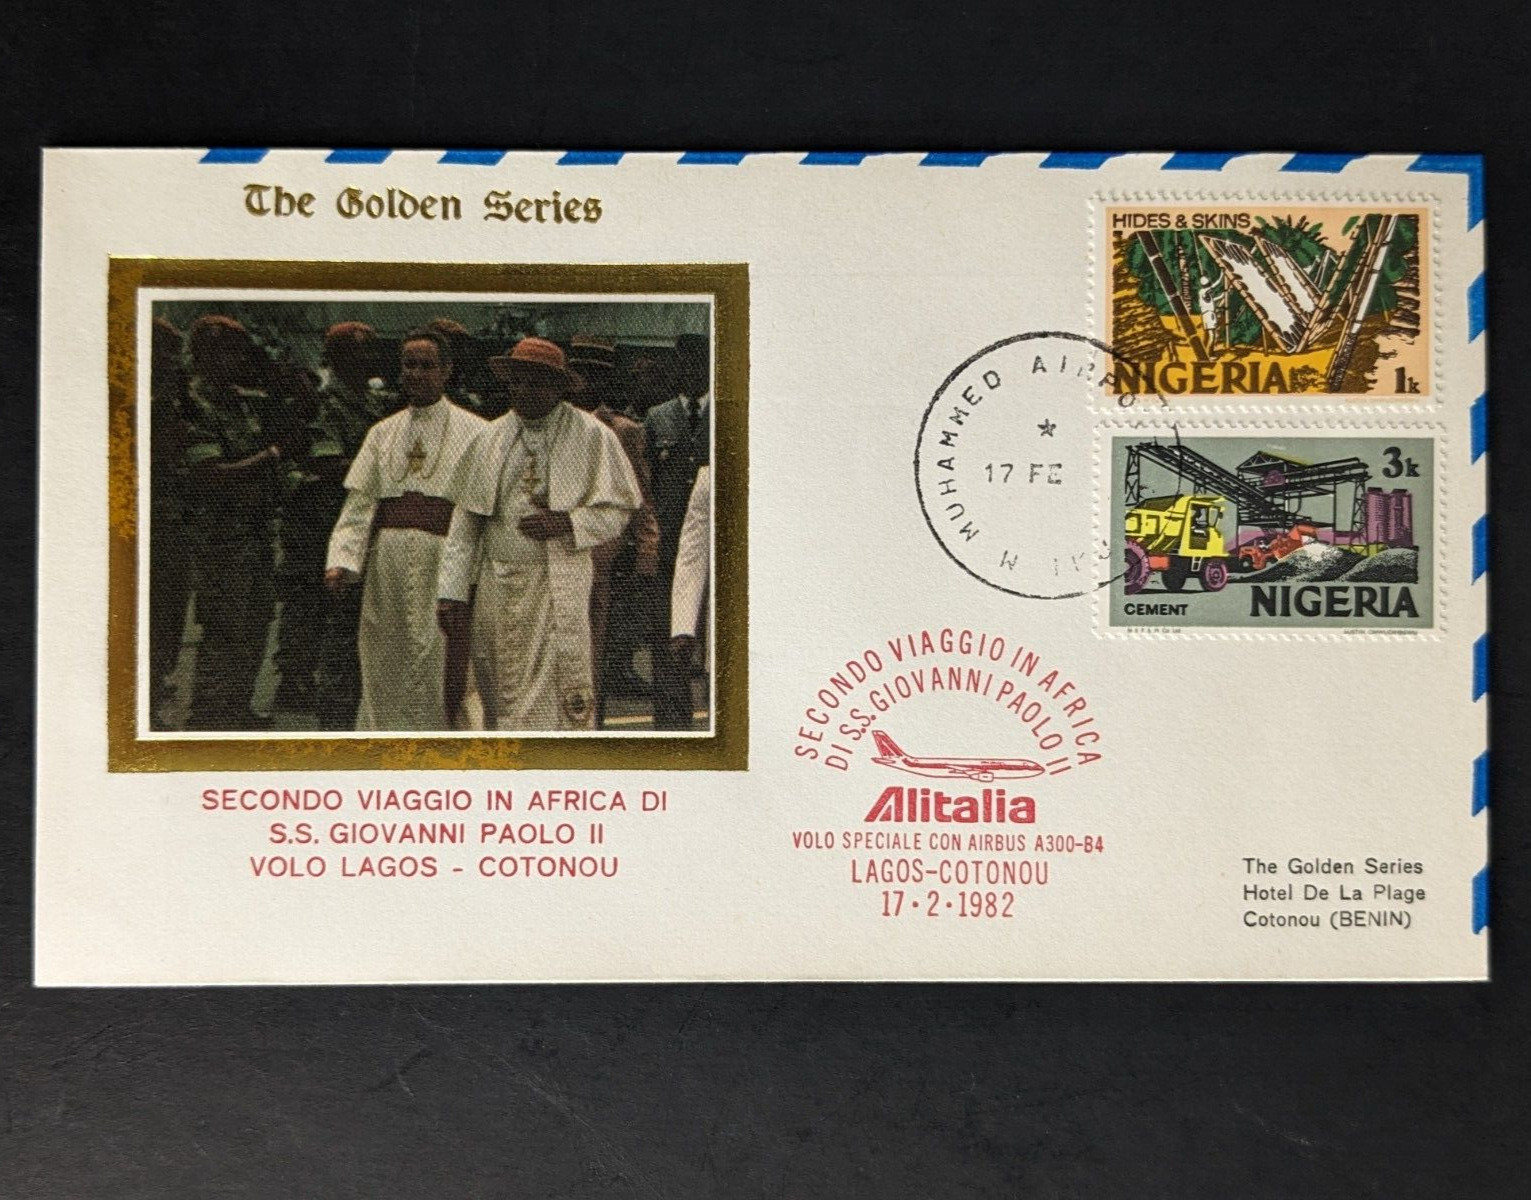 The Golden Series
HIDES & SKINS
NIGERIA
1k
3k
CEMENT
NIGERIA
MUHAMMED AIRPO
17 FE
SECONDO VIAGGIO IN AFRICA
DI S.S. GIOVANNI PAOLO II
Alitalia
VOLO SPECIALE CON AIRBUS A300-B4
LAGOS-COTONOU
17·2·1982
SECONDO VIAGGIO IN AFRICA DI
S.S. GIOVANNI PAOLO II
VOLO LAGOS - COTONOU
The Golden Series
Hotel De La Plage
Cotonou (BENIN)